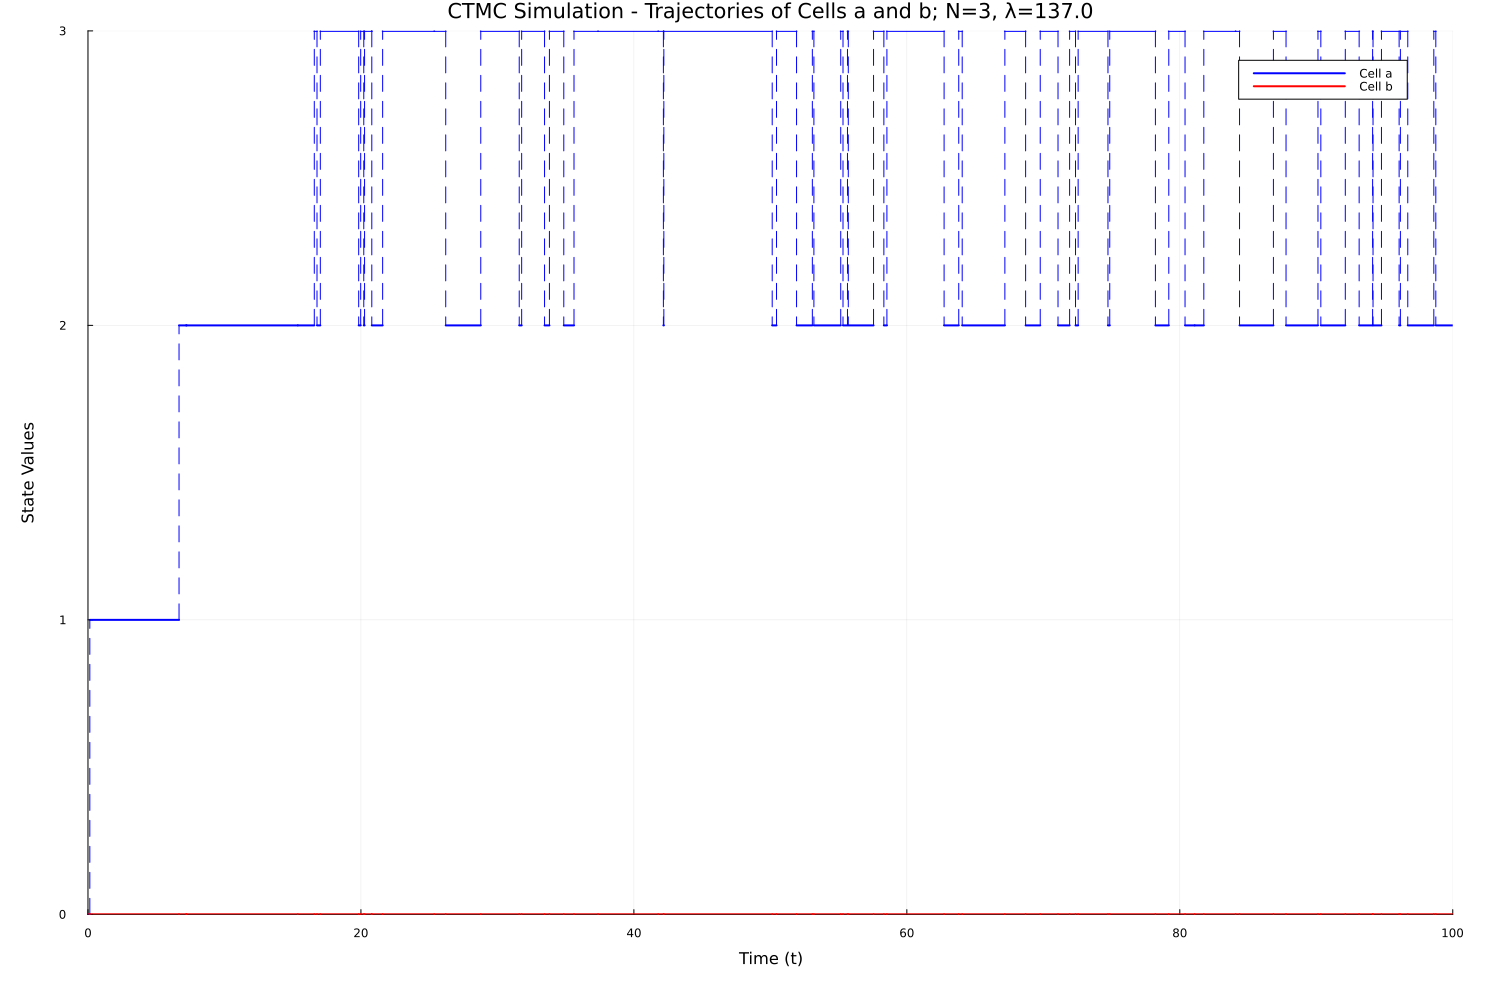 CTMC Simulation - Trajectories of Cells a and b; N=3, λ=137.0
3
Cell a
Cell b
2
State Values
1
0
0 20 40 60 80 100
Time (t)